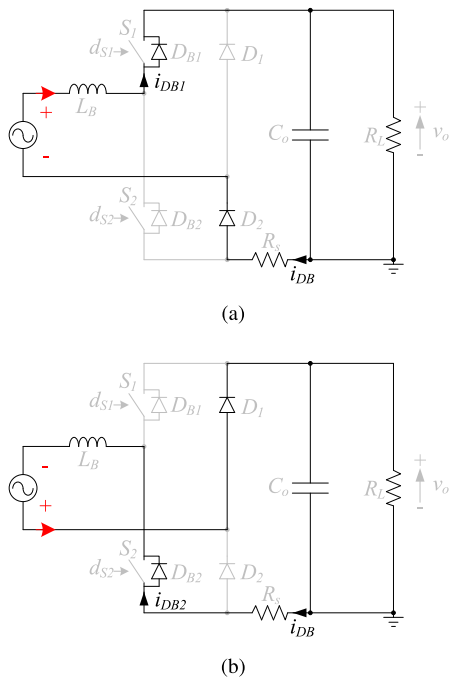 S1
dS1 DB1 D1
iDB1
+ LB +
Co RL vo
- -
S2
dS2 DB2 D2
Rs
iDB
(a)
S1
dS1 DB1 D1
- LB +
Co RL vo
+ -
S2
dS2 DB2 D2
Rs
iDB2 iDB
(b)